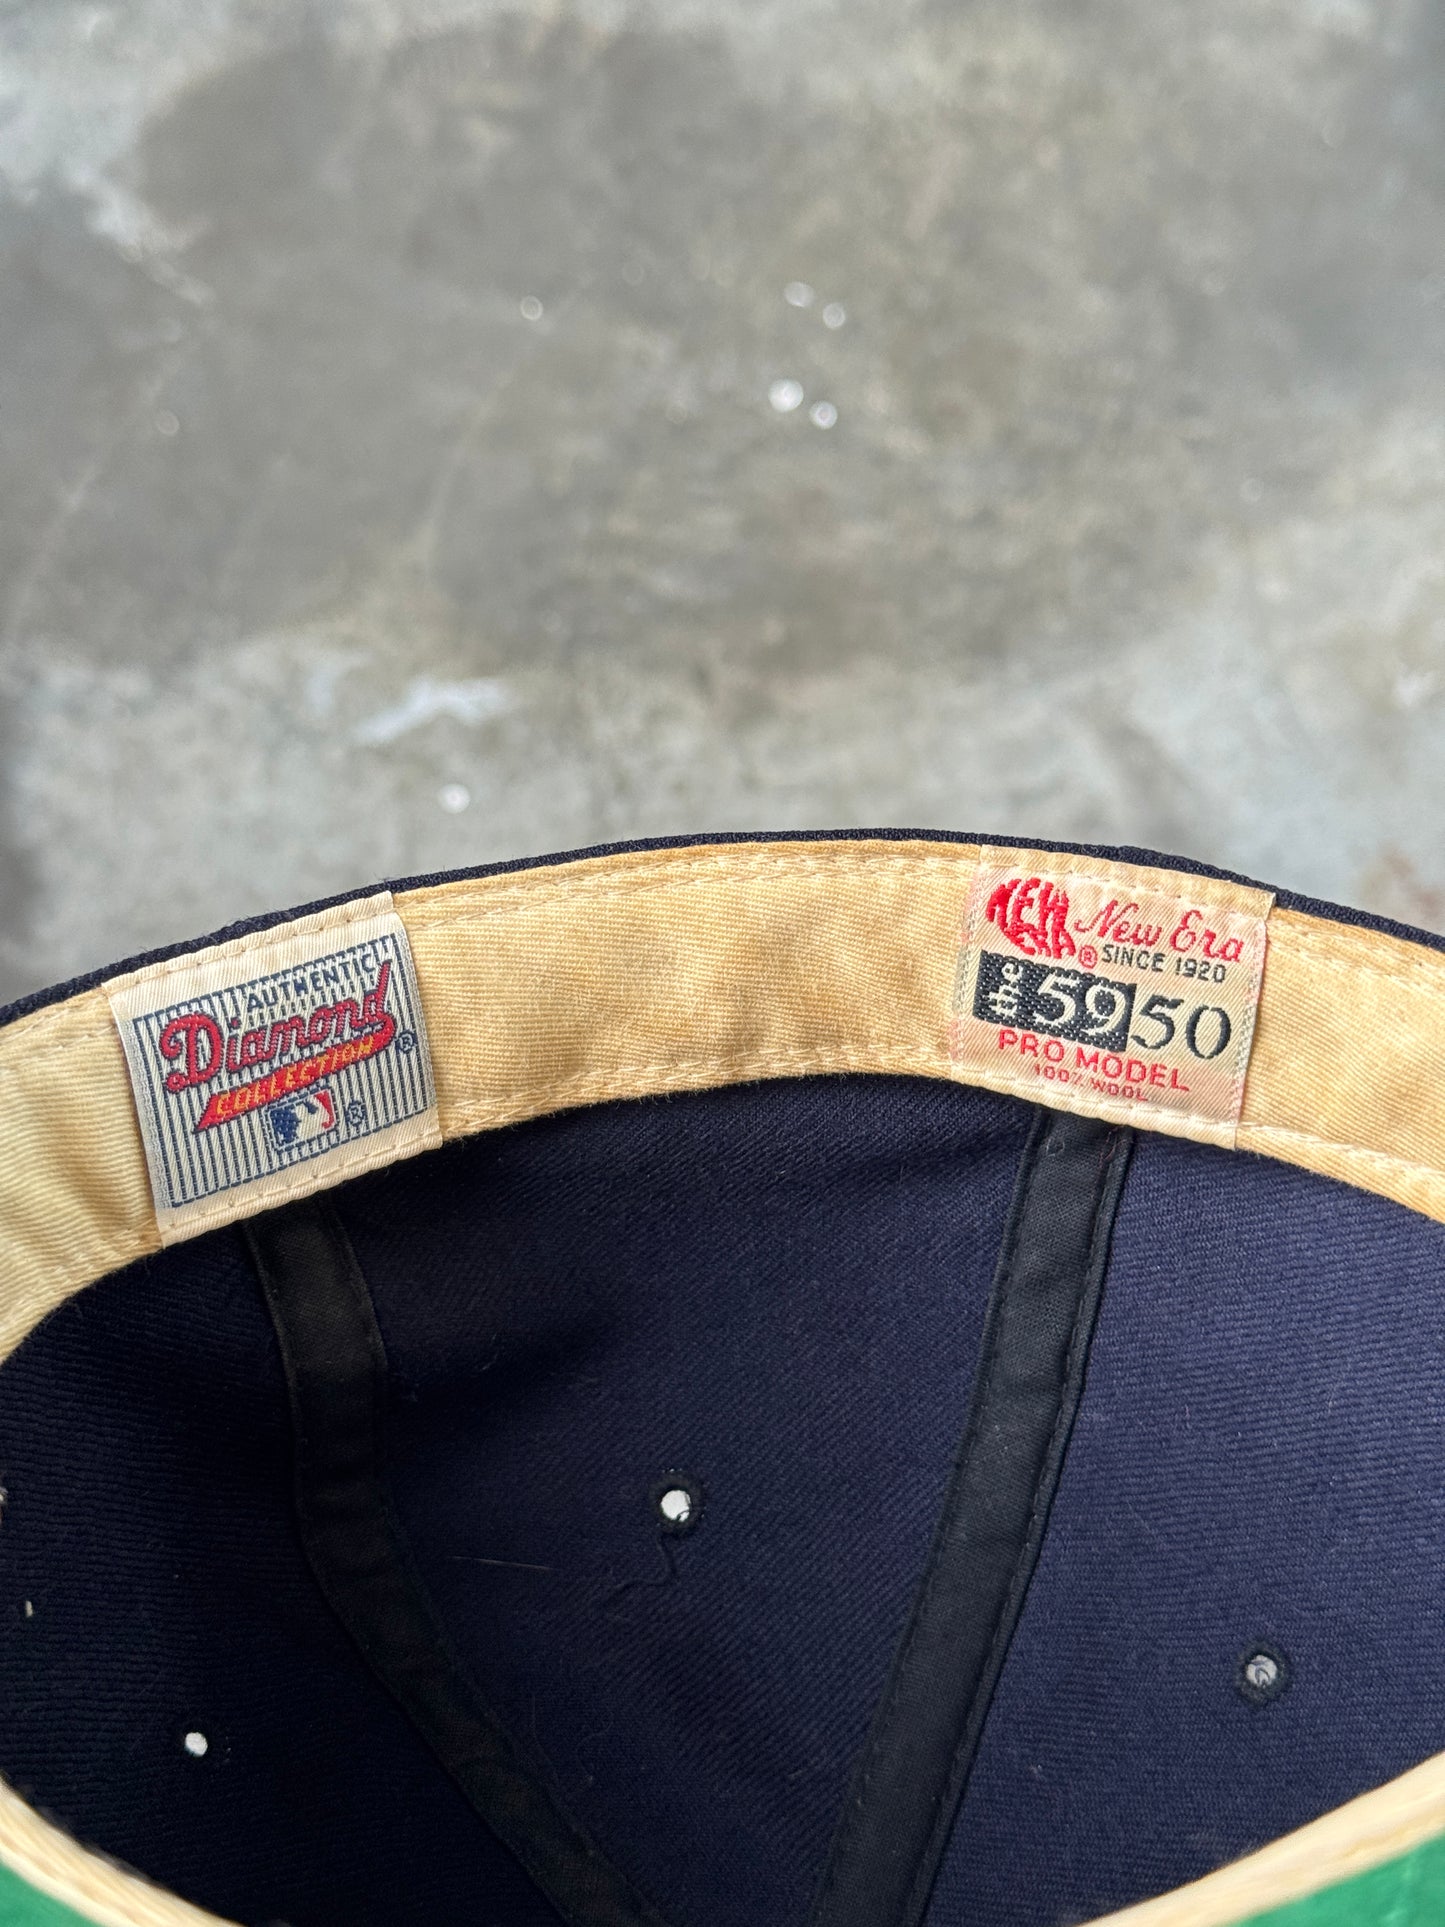 AUTHENTIC
Diamond ®
COLLECTION
®
NEW ERA
New Era
® SINCE 1920
the 5950
PRO MODEL
100% WOOL